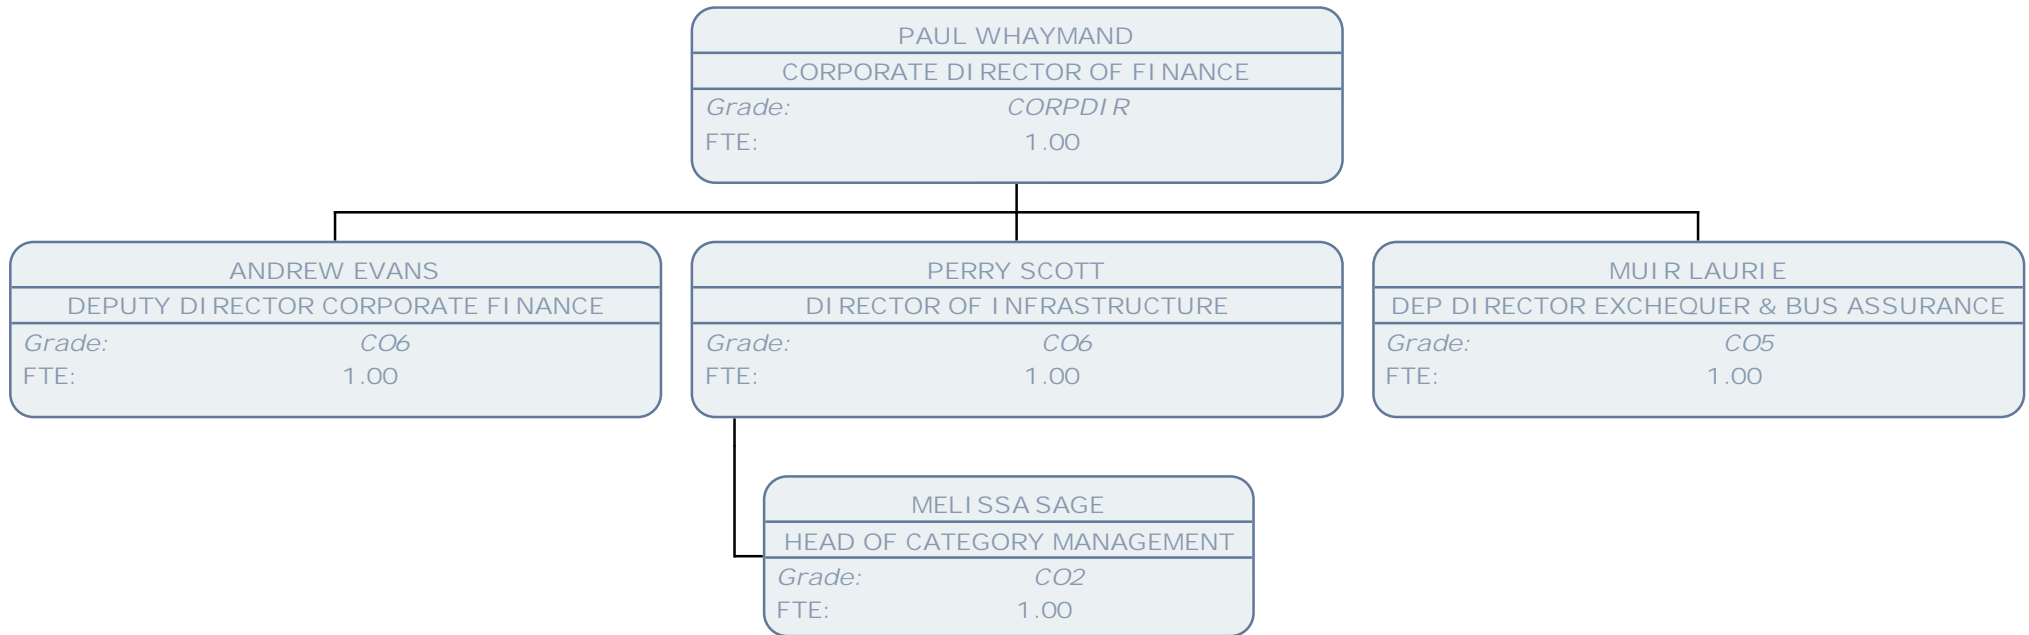 PAUL WHAYMAND
CORPORATE DIRECTOR OF FINANCE
Grade: CORPDIR
FTE: 1.00
ANDREW EVANS
DEPUTY DIRECTOR CORPORATE FINANCE
Grade: CO6
FTE: 1.00
PERRY SCOTT
DIRECTOR OF INFRASTRUCTURE
Grade: CO6
FTE: 1.00
MUIR LAURIE
DEP DIRECTOR EXCHEQUER & BUS ASSURANCE
Grade: CO5
FTE: 1.00
MELISSA SAGE
HEAD OF CATEGORY MANAGEMENT
Grade: CO2
FTE: 1.00